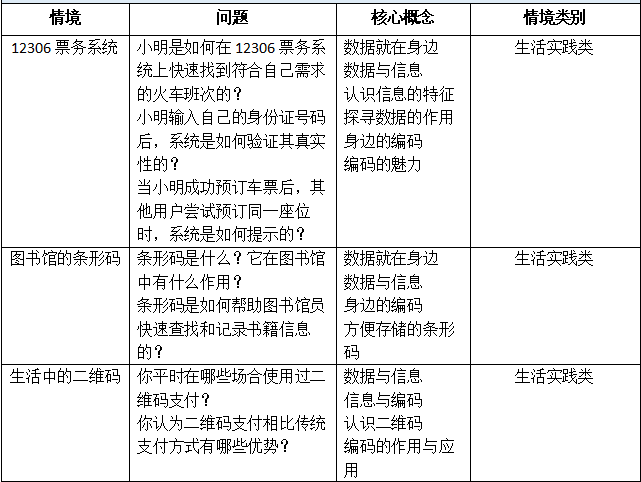 情境 问题 核心概念 情境类别
12306 票务系统
小明是如何在 12306 票务系
统上快速找到符合自己需求
的火车班次的？
小明输入自己的身份证号码
后，系统是如何验证其真实
性的？
当小明成功预订车票后，其
他用户尝试预订同一座位
时，系统是如何提示的？
数据就在身边
数据与信息
认识信息的特征
探寻数据的作用
身边的编码
编码的魅力
生活实践类
图书馆的条形码
条形码是什么？它在图书馆
中有什么作用？
条形码是如何帮助图书馆员
快速查找和记录书籍信息
的？
数据就在身边
数据与信息
身边的编码
方便存储的条形
码
生活实践类
生活中的二维码
你平时在哪些场合使用过二
维码支付？
你认为二维码支付相比传统
支付方式有哪些优势？
数据与信息
信息与编码
认识二维码
编码的作用与应
用
生活实践类